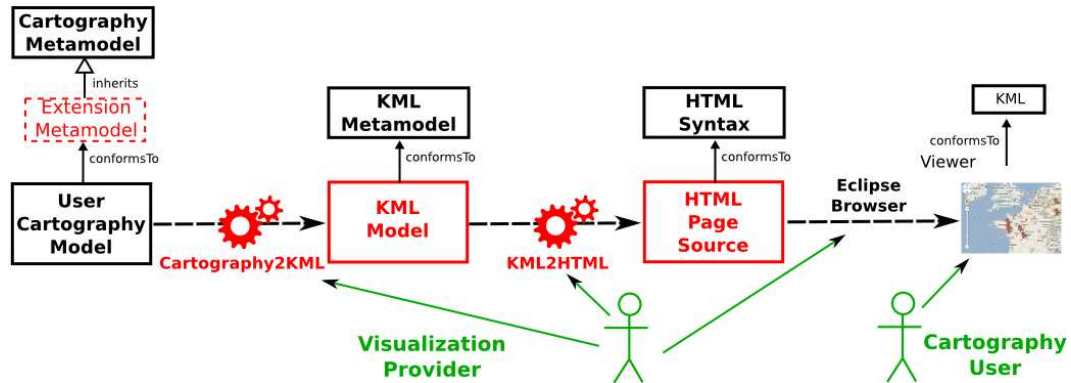 Cartography
Metamodel
inherits
Extension
Metamodel
conformsTo
User
Cartography
Model
Cartography2KML
KML
Metamodel
conformsTo
KML
Model
KML2HTML
HTML
Syntax
conformsTo
HTML
Page
Source
Eclipse
Browser
KML
conformsTo
Viewer
Visualization
Provider
Cartography
User